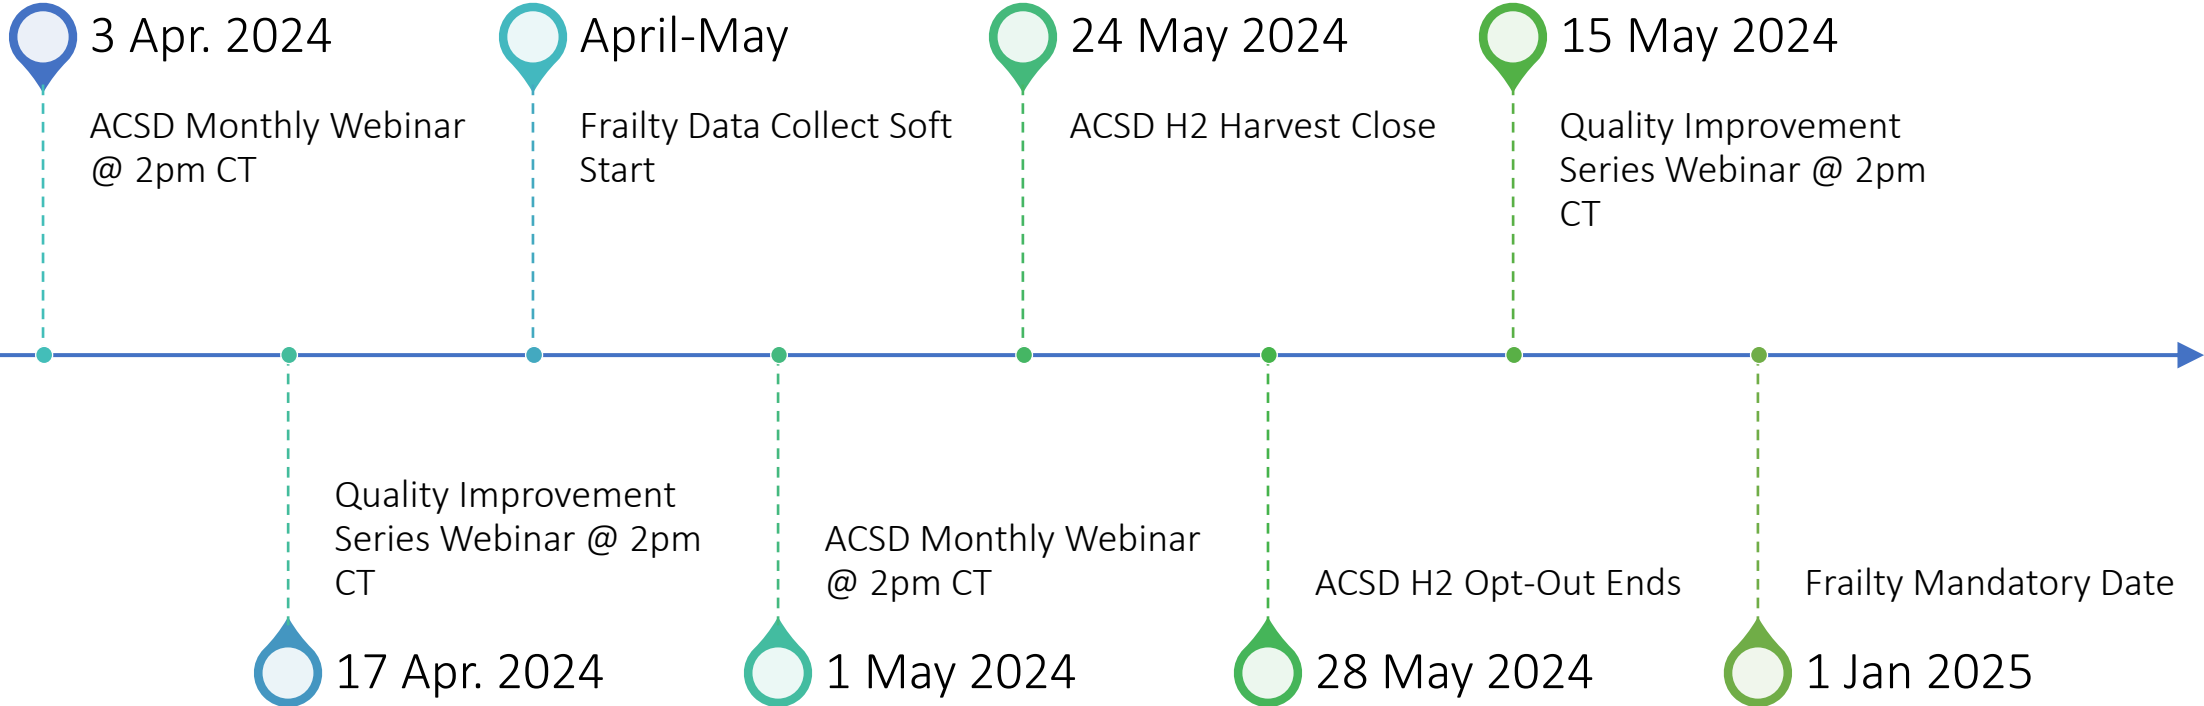 3 Apr. 2024
ACSD Monthly Webinar
@ 2pm CT
April-May
Frailty Data Collect Soft
Start
24 May 2024
ACSD H2 Harvest Close
15 May 2024
Quality Improvement
Series Webinar @ 2pm
CT
Quality Improvement
Series Webinar @ 2pm
CT
17 Apr. 2024
ACSD Monthly Webinar
@ 2pm CT
1 May 2024
ACSD H2 Opt-Out Ends
28 May 2024
Frailty Mandatory Date
1 Jan 2025